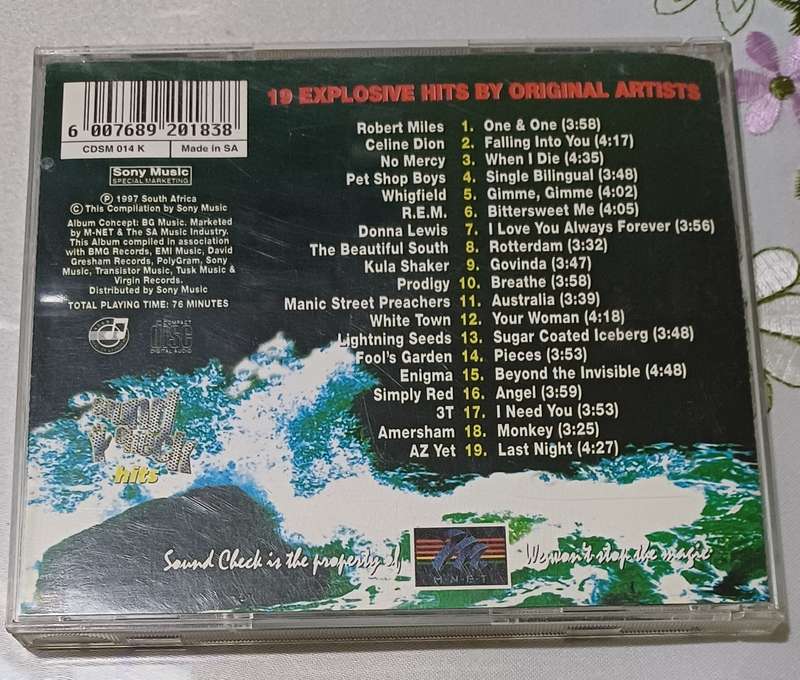 19 EXPLOSIVE HITS BY ORIGINAL ARTISTS
6 007689 201838
CDSM 014 K Made in SA
Sony Music
SPECIAL MARKETING
Ⓟ 1997 South Africa
© This Compilation by Sony Music
Album Concept: BG Music. Marketed
by M-NET & The SA Music Industry.
This Album compiled in association
with BMG Records, EMI Music, David
Gresham Records, PolyGram, Sony
Music, Transistor Music, Tusk Music &
Virgin Records.
Distributed by Sony Music
TOTAL PLAYING TIME: 76 MINUTES
COMPACT
disc
DIGITAL AUDIO
Robert Miles 1. One & One (3:58)
Celine Dion 2. Falling Into You (4:17)
No Mercy 3. When I Die (4:35)
Pet Shop Boys 4. Single Bilingual (3:48)
Whigfield 5. Gimme, Gimme (4:02)
R.E.M. 6. Bittersweet Me (4:05)
Donna Lewis 7. I Love You Always Forever (3:56)
The Beautiful South 8. Rotterdam (3:32)
Kula Shaker 9. Govinda (3:47)
Prodigy 10. Breathe (3:58)
Manic Street Preachers 11. Australia (3:39)
White Town 12. Your Woman (4:18)
Lightning Seeds 13. Sugar Coated Iceberg (3:48)
Fool's Garden 14. Pieces (3:53)
Enigma 15. Beyond the Invisible (4:48)
Simply Red 16. Angel (3:59)
3T 17. I Need You (3:53)
Amersham 18. Monkey (3:25)
AZ Yet 19. Last Night (4:27)
hits
Sound Check is the property of M-NET We won't stop the magic